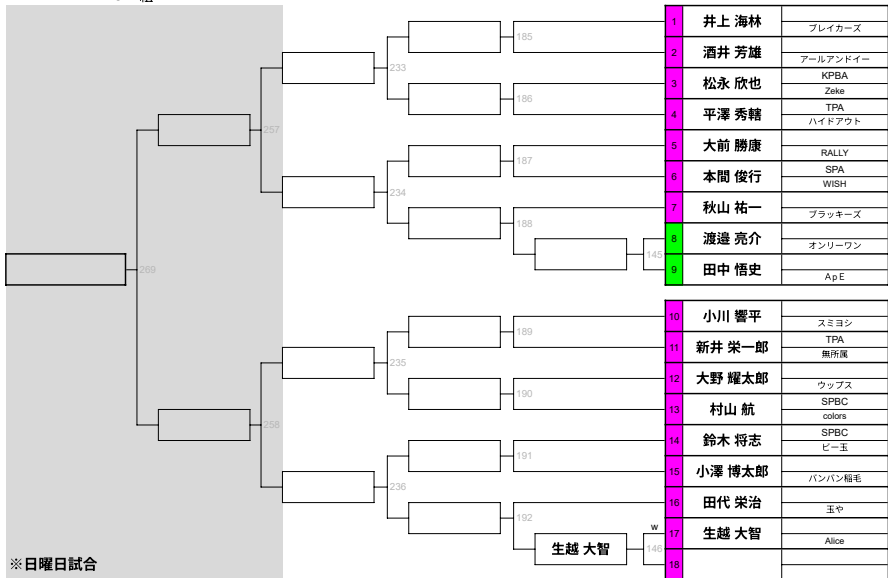 1 井上 海林 ブレイカーズ
185
2 酒井 芳雄 アールアンドイー
233
3 松永 欣也 KPBA Zeke
186
4 平澤 秀轄 TPA ハイドアウト
257
5 大前 勝康 RALLY
187
6 本間 俊行 SPA WISH
234
7 秋山 祐一 ブラッキーズ
188
8 渡邉 亮介 オンリーワン
145
9 田中 悟史 ApE
269
10 小川 響平 スミヨシ
189
11 新井 栄一郎 TPA 無所属
235
12 大野 耀太郎 ウップス
190
13 村山 航 SPBC colors
258
14 鈴木 将志 SPBC ビー玉
191
15 小澤 博太郎 バンバン稲毛
236
16 田代 栄治 玉や
192
w
17 生越 大智 Alice
生越 大智
146
18
※日曜日試合